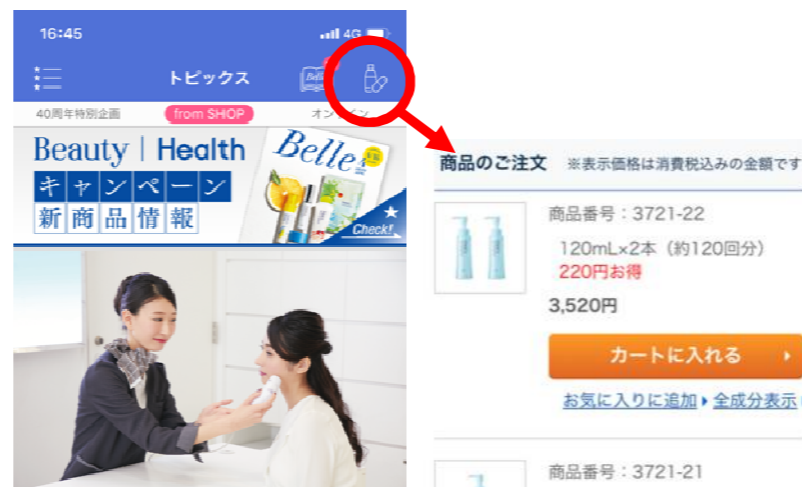 16:45
4G
トピックス
40周年特別企画
from SHOP
Beauty | Health
キャンペーン
新商品情報
Belle
Check!
商品のご注文 ※表示価格は消費税込みの金額です
商品番号：3721-22
120mL×2本（約120回分）
220円お得
3,520円
カートに入れる
お気に入りに追加
全成分表示
商品番号：3721-21